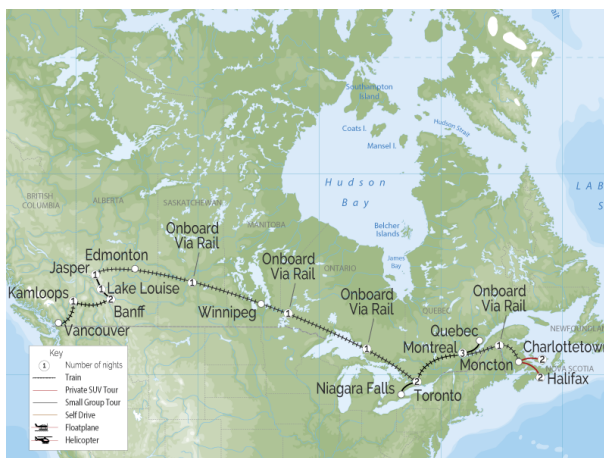 Southampton
Island
Coats I.
Mansel I.
Hudson Strait
Hudson
Bay
LAB
S
Belcher
Islands
James
Bay
BRITISH
COLUMBIA
ALBERTA
SASKATCHEWAN
MANITOBA
ONTARIO
QUEBEC
NEWFOUNDLAN
NOVA SCOTIA
Onboard
Via Rail
Onboard
Via Rail
Onboard
Via Rail
Onboard
Via Rail
Edmonton
Jasper
1
1
Lake Louise
Kamloops
1
2
Banff
Vancouver
1
Winnipeg
1
1
Quebec
Montreal
3
1
Charlottetown
2
Moncton
2
Halifax
Niagara Falls
2
Toronto
Key
1 Number of nights
Train
Private SUV Tour
Small Group Tour
Self Drive
Floatplane
Helicopter